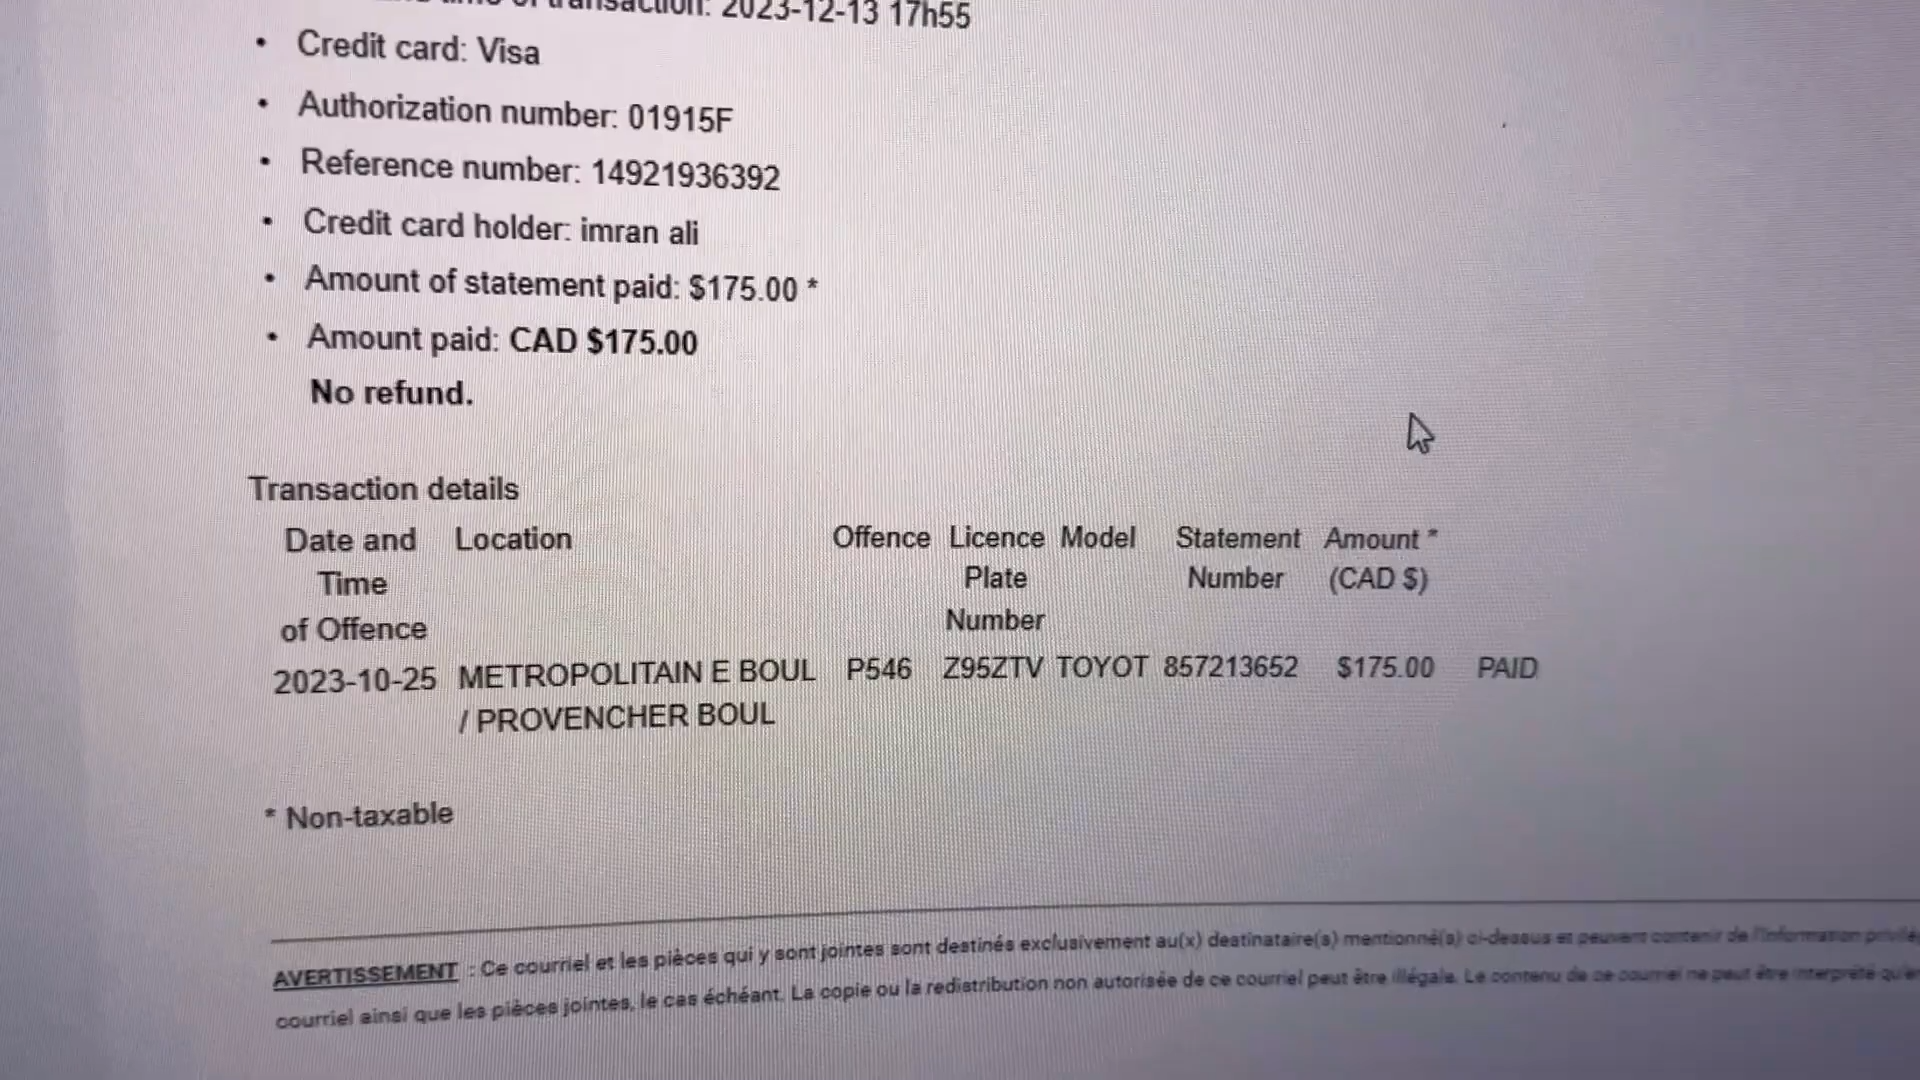 time of transaction: 2023-12-13 17h55
• Credit card: Visa
• Authorization number: 01915F
• Reference number: 14921936392
• Credit card holder: imran ali
• Amount of statement paid: $175.00 *
• Amount paid: CAD $175.00
No refund.
Transaction details
Date and Location Offence Licence Model Statement Amount *
Time Plate Number (CAD $)
of Offence Number
2023-10-25 METROPOLITAIN E BOUL P546 Z95ZTV TOYOT 857213652 $175.00 PAID
/ PROVENCHER BOUL
* Non-taxable
AVERTISSEMENT : Ce courriel et les pièces qui y sont jointes sont destinés exclusivement au(x) destinataire(s) mentionné(s) ci-dessus et peuvent contenir de l'information
courriel ainsi que les pièces jointes, le cas échéant. La copie ou la redistribution non autorisée de ce courriel peut être illégale. Le contenu de ce courriel ne peut être interprété